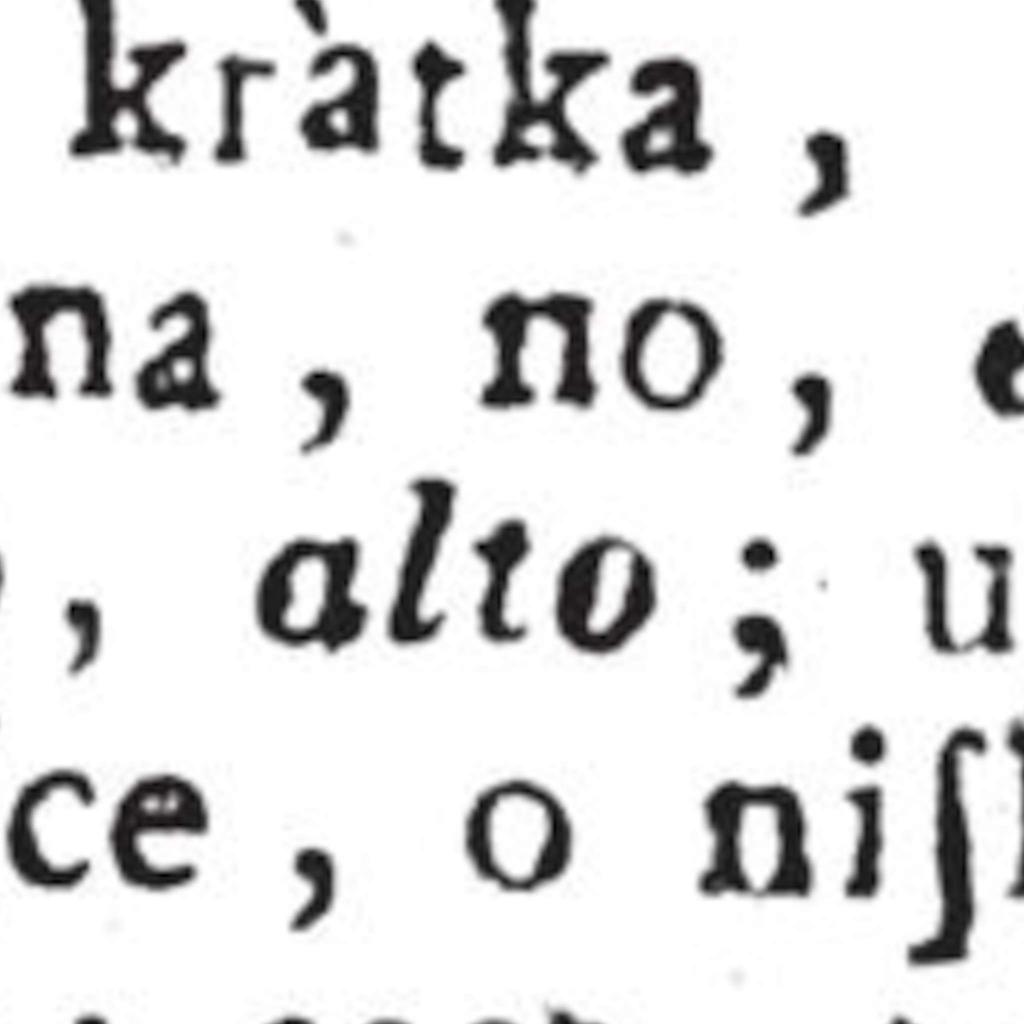 kràtka,
na, no,
, alto; u
ce, o niſ